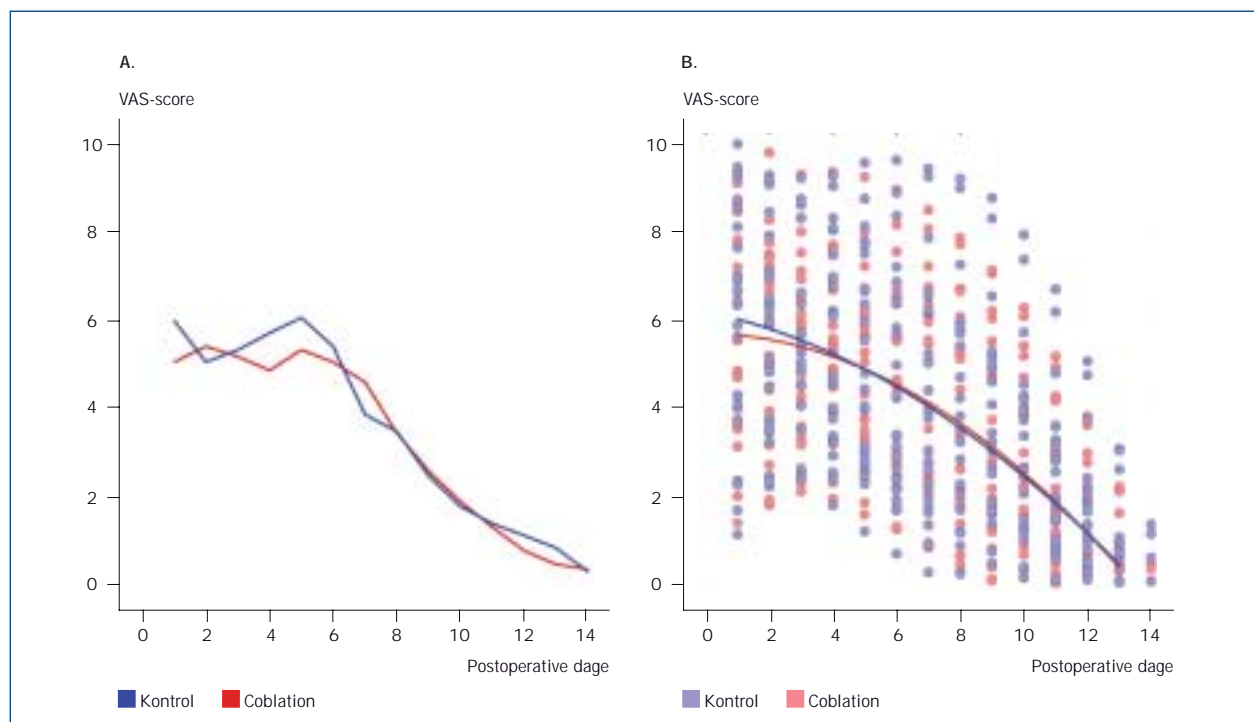 A.
VAS-score
10
8
6
4
2
0
0 2 4 6 8 10 12 14
Postoperative dage
Kontrol Coblation
B.
VAS-score
10
8
6
4
2
0
0 2 4 6 8 10 12 14
Postoperative dage
Kontrol Coblation